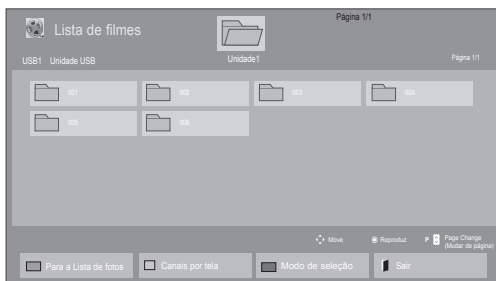 Página 1/1
Lista de filmes
Unidade1
USB1 Unidade USB
Página 1/1
001
002
003
004
005
006
Move
Reproduz
P
Page Change
(Mudar de página)
Para a Lista de fotos
Canais por tela
Modo de seleção
Sair